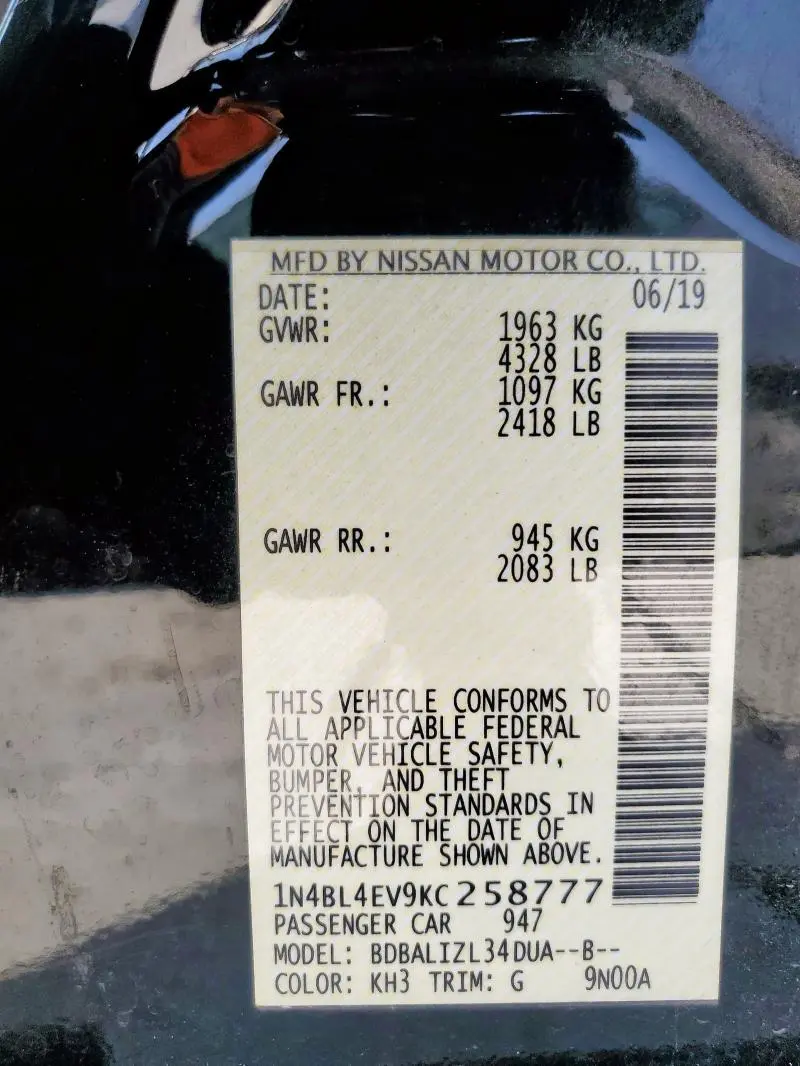 MFD BY NISSAN MOTOR CO., LTD.
DATE: 06/19
GVWR: 1963 KG
4328 LB
GAWR FR.: 1097 KG
2418 LB
GAWR RR.: 945 KG
2083 LB
THIS VEHICLE CONFORMS TO
ALL APPLICABLE FEDERAL
MOTOR VEHICLE SAFETY,
BUMPER, AND THEFT
PREVENTION STANDARDS IN
EFFECT ON THE DATE OF
MANUFACTURE SHOWN ABOVE.
1N4BL4EV9KC258777
PASSENGER CAR 947
MODEL: BDBALIZL34DUA--B--
COLOR: KH3 TRIM: G 9N00A